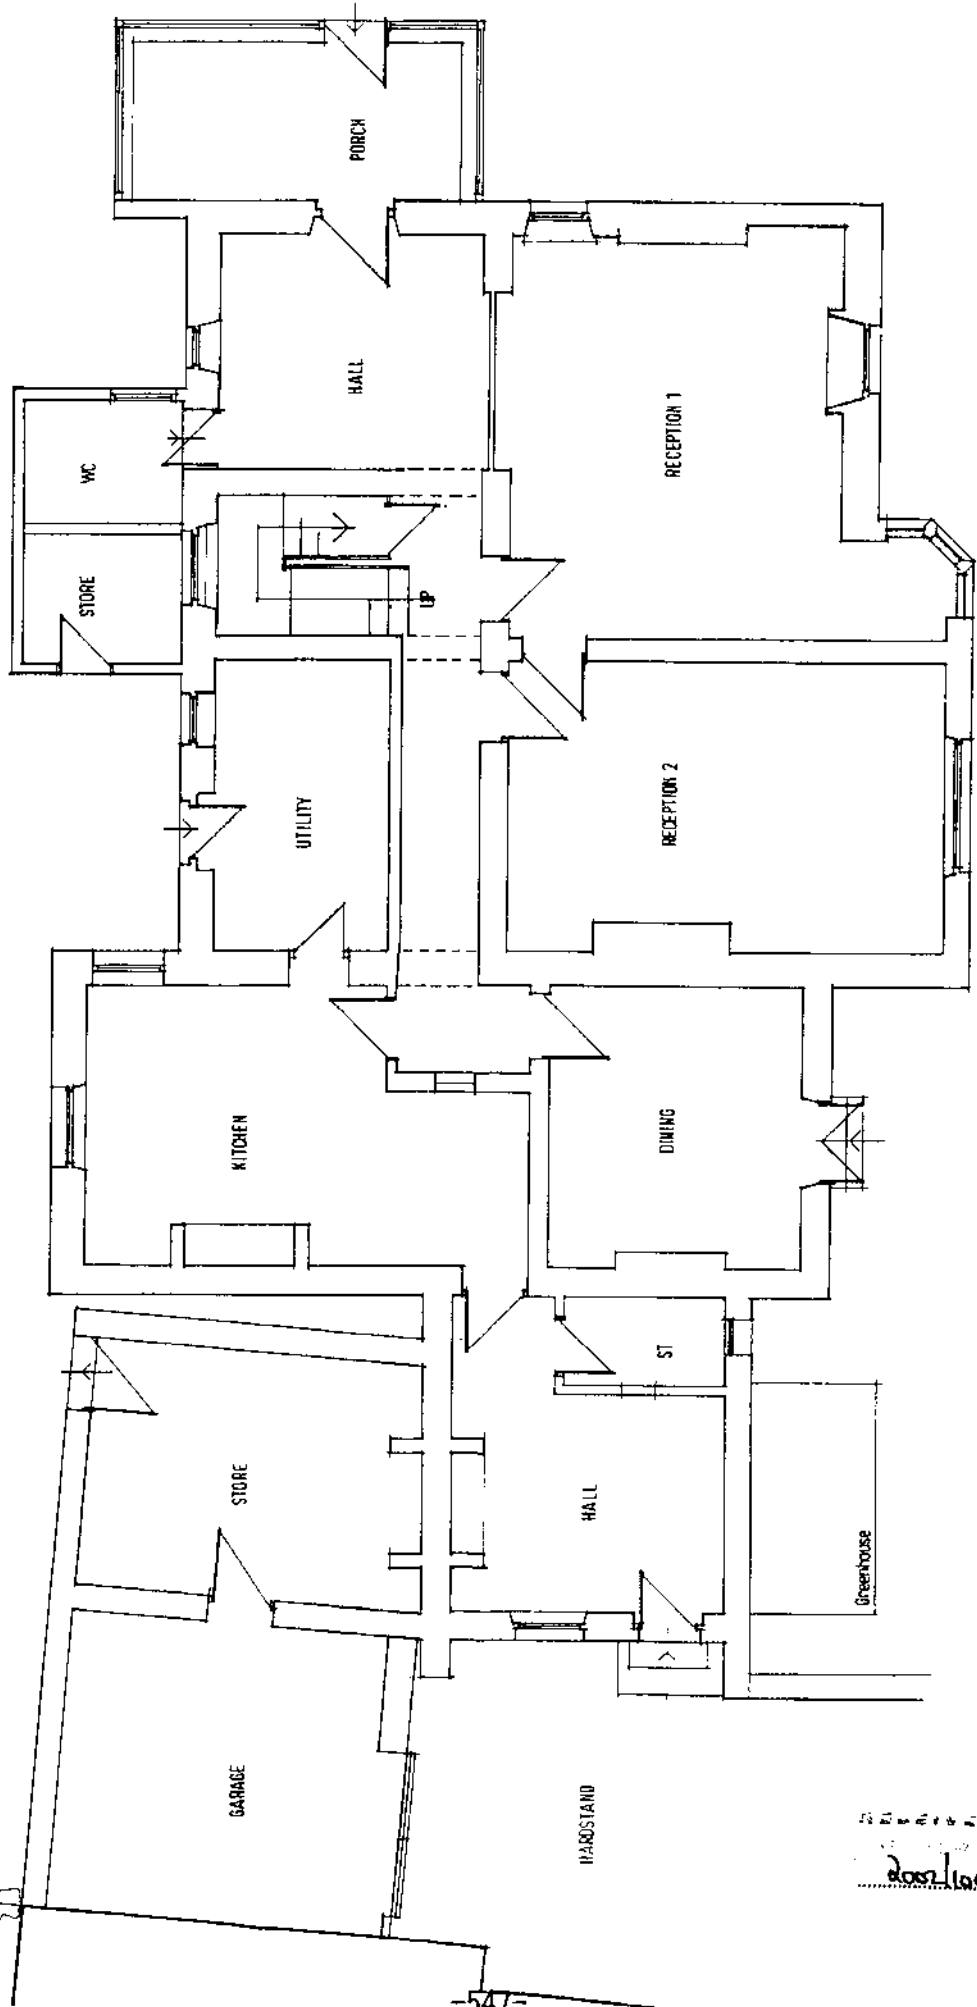 PORCH
HALL
WC
STORE
RECEPTION 1
UP
UTILITY
RECEPTION 2
KITCHEN
DINING
ST
STORE
HALL
Greenhouse
GARAGE
HARDSTAND